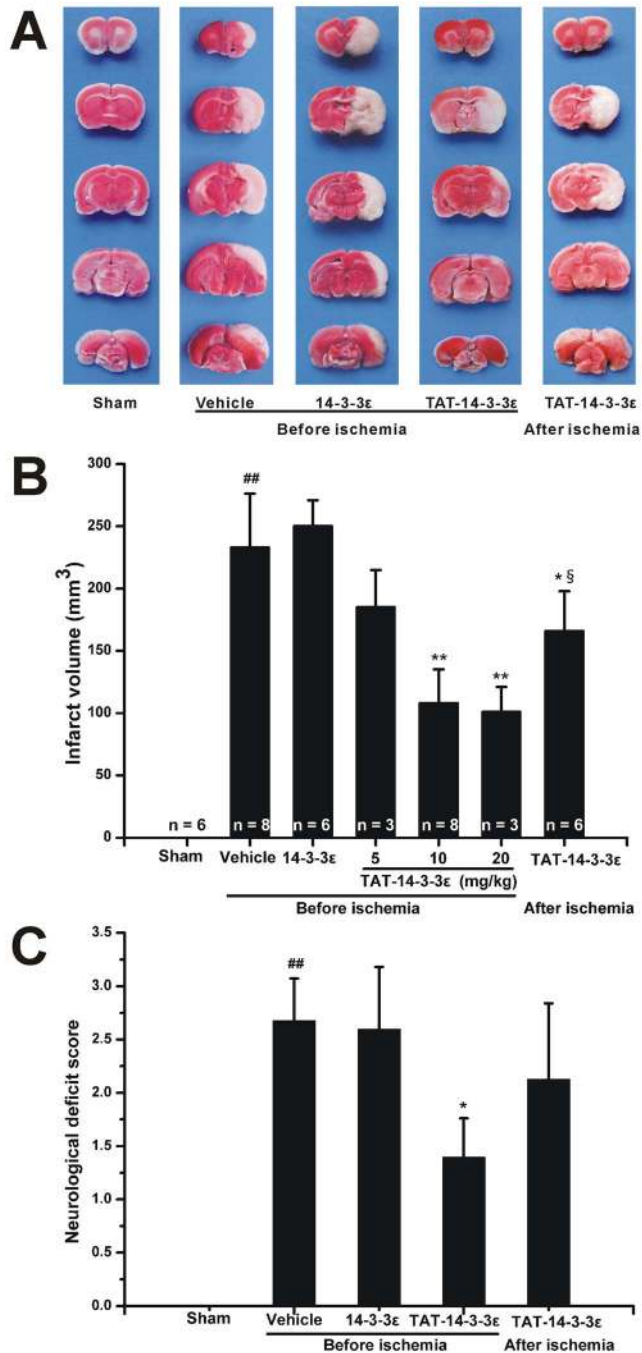 A
Sham Vehicle 14-3-3ε TAT-14-3-3ε TAT-14-3-3ε
Before ischemia After ischemia
B
Infarct volume (mm³)
300
250
200
150
100
50
0
##
** ** * §
n = 6 n = 8 n = 6 n = 3 n = 8 n = 3 n = 6
Sham Vehicle 14-3-3ε 5 10 20 TAT-14-3-3ε
TAT-14-3-3ε (mg/kg)
Before ischemia After ischemia
C
Neurological deficit score
3.5
3.0
2.5
2.0
1.5
1.0
0.5
0.0
##
*
Sham Vehicle 14-3-3ε TAT-14-3-3ε TAT-14-3-3ε
Before ischemia After ischemia